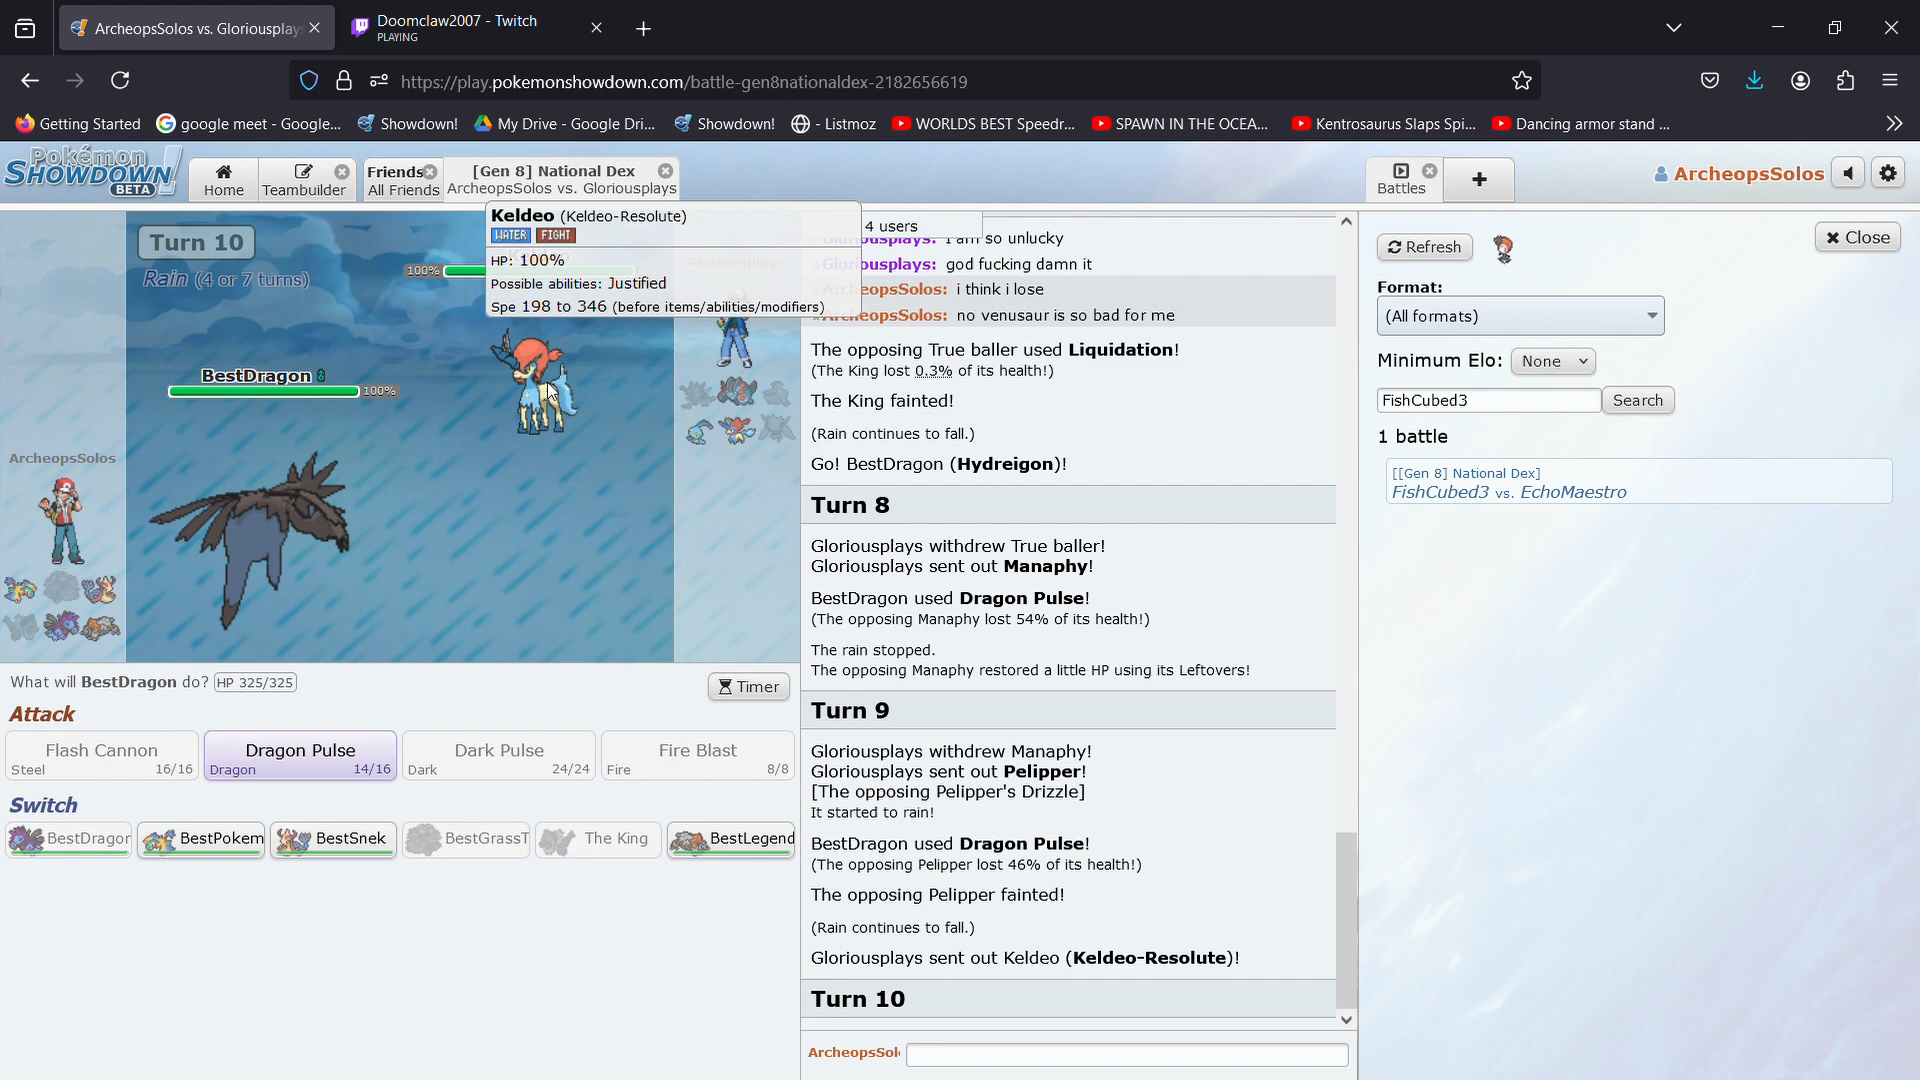 ArcheopsSolos vs. Gloriousplays
Doomclaw2007 - Twitch
PLAYING
https://play.pokemonshowdown.com/battle-gen8nationaldex-2182656619
Getting Started
google meet - Google...
Showdown!
My Drive - Google Dri...
Showdown!
- Listmoz
WORLDS BEST Speedr...
SPAWN IN THE OCEA...
Kentrosaurus Slaps Spi...
Dancing armor stand ...
Pokémon
SHOWDOWN!
BETA
Home
Teambuilder
Friends
All Friends
[Gen 8] National Dex
ArcheopsSolos vs. Gloriousplays
Battles
ArcheopsSolos
Turn 10
Rain (4 or 7 turns)
100%
Keldeo (Keldeo-Resolute)
WATER FIGHT
HP: 100%
Possible abilities: Justified
Spe 198 to 346 (before items/abilities/modifiers)
BestDragon
100%
ArcheopsSolos
4 users
Gloriousplays: I am so unlucky
Gloriousplays: god fucking damn it
ArcheopsSolos: i think i lose
ArcheopsSolos: no venusaur is so bad for me
The opposing True baller used Liquidation!
(The King lost 0.3% of its health!)
The King fainted!
(Rain continues to fall.)
Go! BestDragon (Hydreigon)!
Turn 8
Gloriousplays withdrew True baller!
Gloriousplays sent out Manaphy!
BestDragon used Dragon Pulse!
(The opposing Manaphy lost 54% of its health!)
The rain stopped.
The opposing Manaphy restored a little HP using its Leftovers!
Turn 9
Gloriousplays withdrew Manaphy!
Gloriousplays sent out Pelipper!
[The opposing Pelipper's Drizzle]
It started to rain!
BestDragon used Dragon Pulse!
(The opposing Pelipper lost 46% of its health!)
The opposing Pelipper fainted!
(Rain continues to fall.)
Gloriousplays sent out Keldeo (Keldeo-Resolute)!
Turn 10
ArcheopsSol
What will BestDragon do? HP 325/325
Timer
Attack
Flash Cannon
Steel 16/16
Dragon Pulse
Dragon 14/16
Dark Pulse
Dark 24/24
Fire Blast
Fire 8/8
Switch
BestDragon
BestPokem
BestSnek
BestGrassT
The King
BestLegend
Refresh
Close
Format:
(All formats)
Minimum Elo: None
FishCubed3
Search
1 battle
[[Gen 8] National Dex]
FishCubed3 vs. EchoMaestro